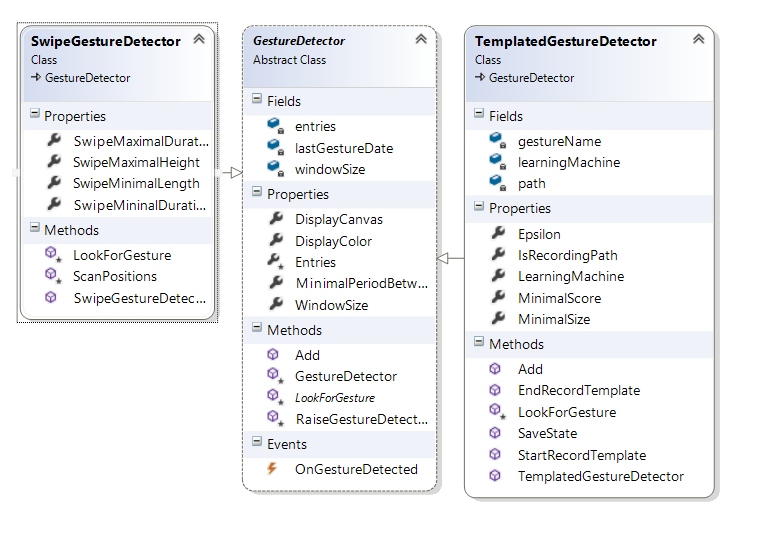 SwipeGestureDetector
Class
GestureDetector
Properties
SwipeMaximalDurat...
SwipeMaximalHeight
SwipeMinimalLength
SwipeMininalDurati...
Methods
LookForGesture
ScanPositions
SwipeGestureDetec...
GestureDetector
Abstract Class
Fields
entries
lastGestureDate
windowSize
Properties
DisplayCanvas
DisplayColor
Entries
MinimalPeriodBetw...
WindowSize
Methods
Add
GestureDetector
LookForGesture
RaiseGestureDetect...
Events
OnGestureDetected
TemplatedGestureDetector
Class
GestureDetector
Fields
gestureName
learningMachine
path
Properties
Epsilon
IsRecordingPath
LearningMachine
MinimalScore
MinimalSize
Methods
Add
EndRecordTemplate
LookForGesture
SaveState
StartRecordTemplate
TemplatedGestureDetector